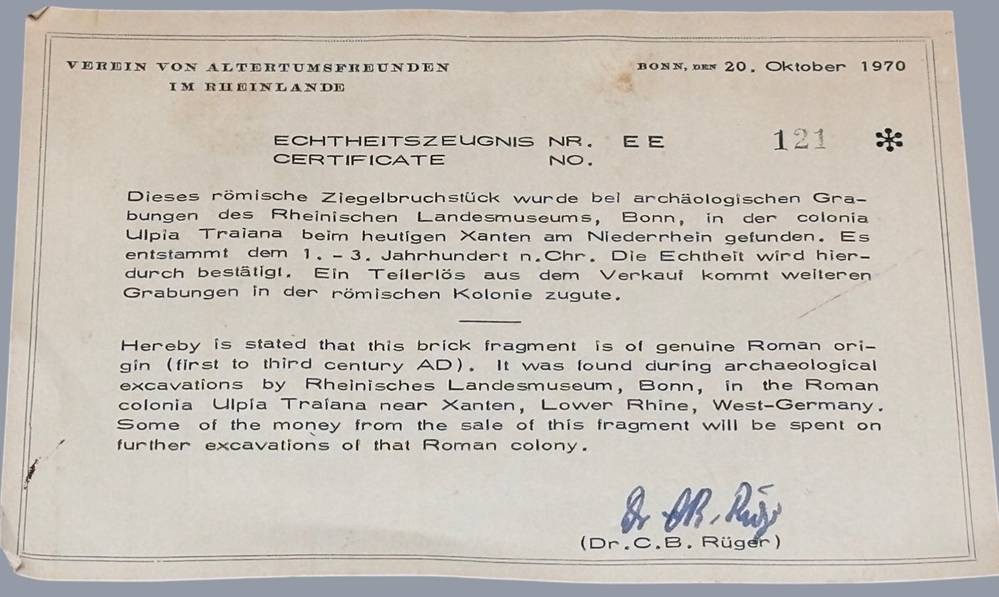 VEREIN VON ALTERTUMSFREUNDEN
IM RHEINLANDE
BONN, DEN 20. Oktober 1970
ECHTHEITSZEUGNIS NR. EE 121 *
CERTIFICATE NO.
Dieses römische Ziegelbruchstück wurde bei archäologischen Gra-
bungen des Rheinischen Landesmuseums, Bonn, in der colonia
Ulpia Traiana beim heutigen Xanten am Niederrhein gefunden. Es
entstammt dem 1. - 3. Jahrhundert n.Chr. Die Echtheit wird hier-
durch bestätigt. Ein Teilerlös aus dem Verkauf kommt weiteren
Grabungen in der römischen Kolonie zugute.
Hereby is stated that this brick fragment is of genuine Roman ori-
gin (first to third century AD). It was found during archaeological
excavations by Rheinisches Landesmuseum, Bonn, in the Roman
colonia Ulpia Traiana near Xanten, Lower Rhine, West-Germany.
Some of the money from the sale of this fragment will be spent on
further excavations of that Roman colony.
Dr. CB. Rüger
(Dr.C.B. Rüger)